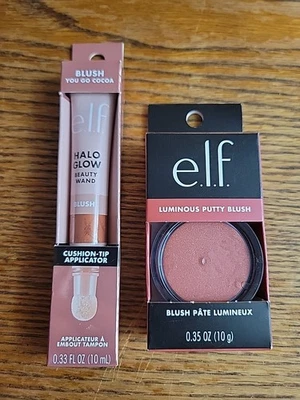 BLUSH
YOU GO COCOA
e.l.f.
HALO
GLOW
BEAUTY
WAND
BLUSH
CUSHION-TIP
APPLICATOR
APPLICATEUR À
EMBOUT TAMPON
0.33 FL OZ (10 mL)
e.l.f.
LUMINOUS PUTTY BLUSH
BLUSH PÂTE LUMINEUX
0.35 OZ (10 g)